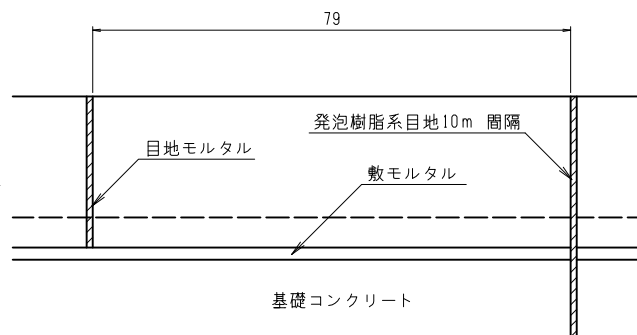 79
発泡樹脂系目地10m 間隔
目地モルタル
敷モルタル
基礎コンクリート